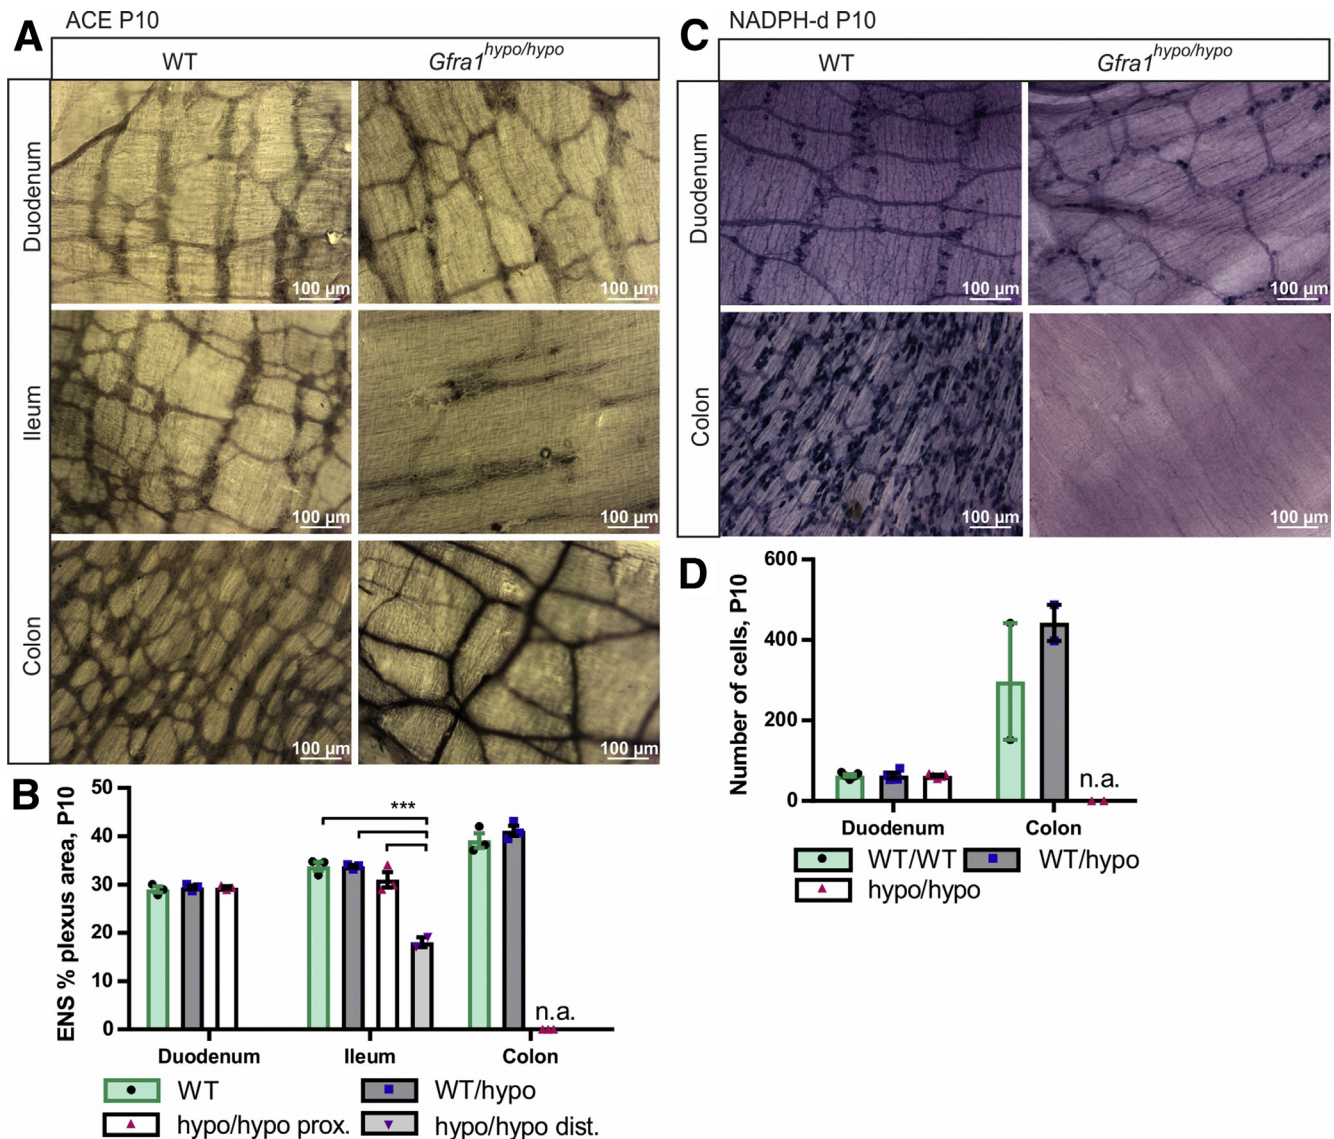 A
ACE P10
WT
Gfra1hypo/hypo
Duodenum
100 µm
100 µm
Ileum
100 µm
100 µm
Colon
100 µm
100 µm
C
NADPH-d P10
WT
Gfra1hypo/hypo
Duodenum
100 µm
100 µm
Colon
100 µm
100 µm
B
ENS % plexus area, P10
50
40
30
20
10
0
***
n.a.
Duodenum
Ileum
Colon
WT
WT/hypo
hypo/hypo prox.
hypo/hypo dist.
D
Number of cells, P10
600
400
200
0
n.a.
Duodenum
Colon
WT/WT
WT/hypo
hypo/hypo